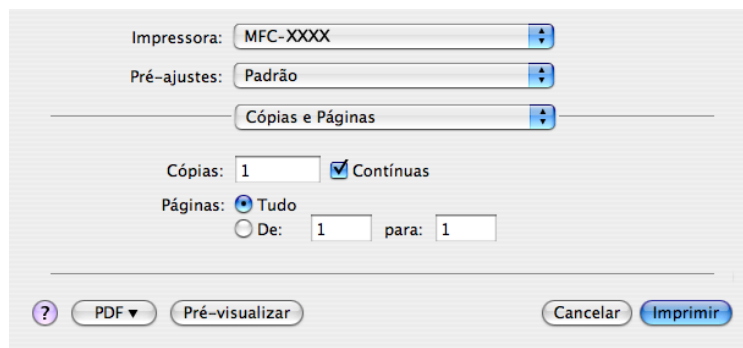 Impressora: MFC-XXXX
Pré-ajustes: Padrão
Cópias e Páginas
Cópias: 1 Contínuas
Páginas: Tudo
De: 1 para: 1
? PDF ▼ Pré-visualizar Cancelar Imprimir